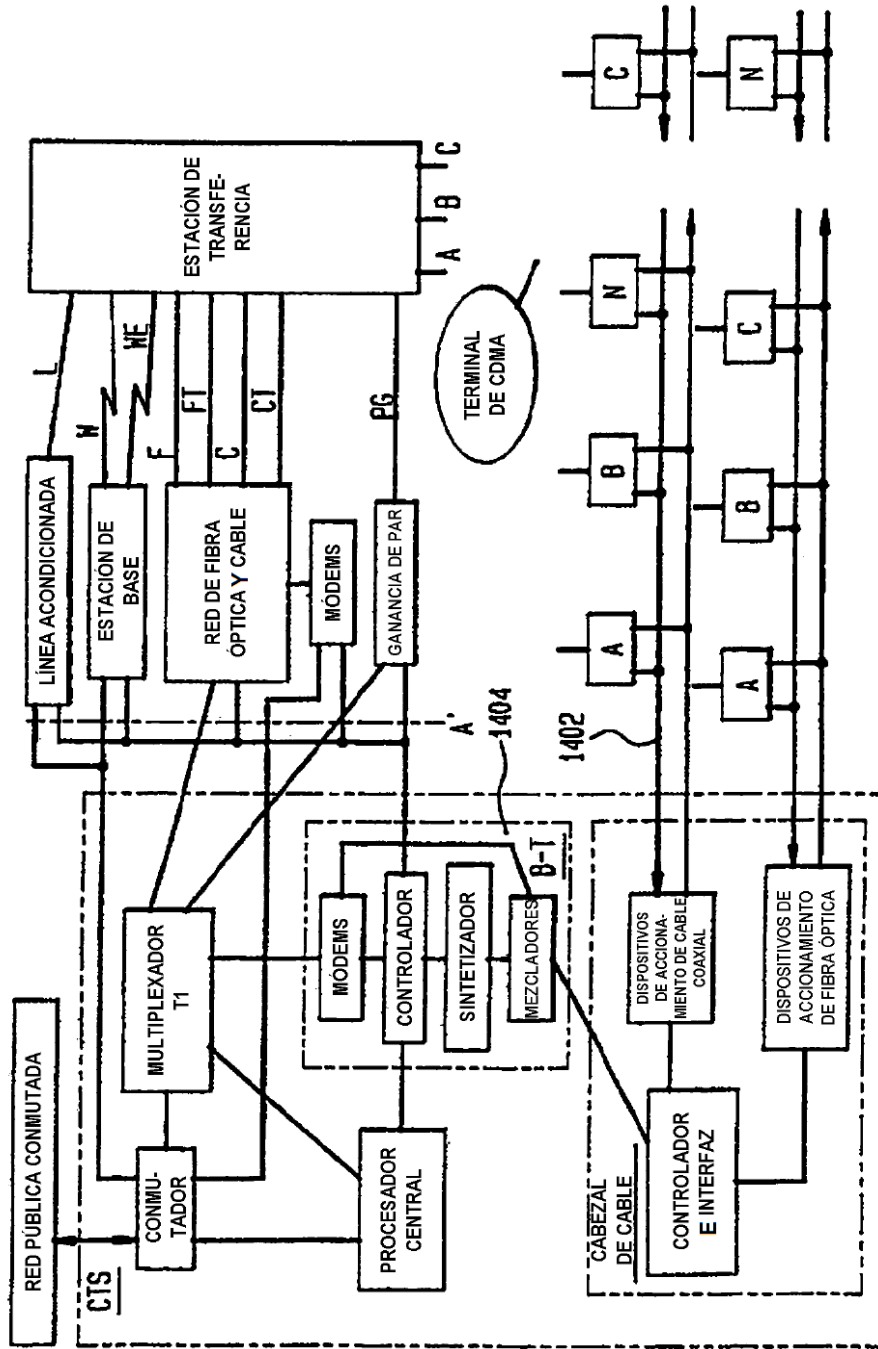 RED PÚBLICA CONMUTADA
CTS
CONMU-
TADOR
MULTIPLEXADOR
T1
PROCESADOR
CENTRAL
MÓDEMS
CONTROLADOR
SINTETIZADOR
MEZCLADORES
B-T
1404
A'
LÍNEA ACONDICIONADA
ESTACIÓN DE
BASE
RED DE FIBRA
ÓPTICA Y CABLE
MÓDEMS
GANANCIA DE PAR
L
W
WE
F
FT
C
CT
PG
ESTACIÓN DE
TRANSFE-
RENCIA
A
B
C
TERMINAL
DE CDMA
CABEZAL
DE CABLE
CONTROLADOR
E INTERFAZ
DISPOSITIVOS
DE ACCIONA-
MIENTO DE CABLE
COAXIAL
DISPOSITIVOS DE
ACCIONAMIENTO
DE FIBRA ÓPTICA
1402
A
B
N
C
A
B
C
N